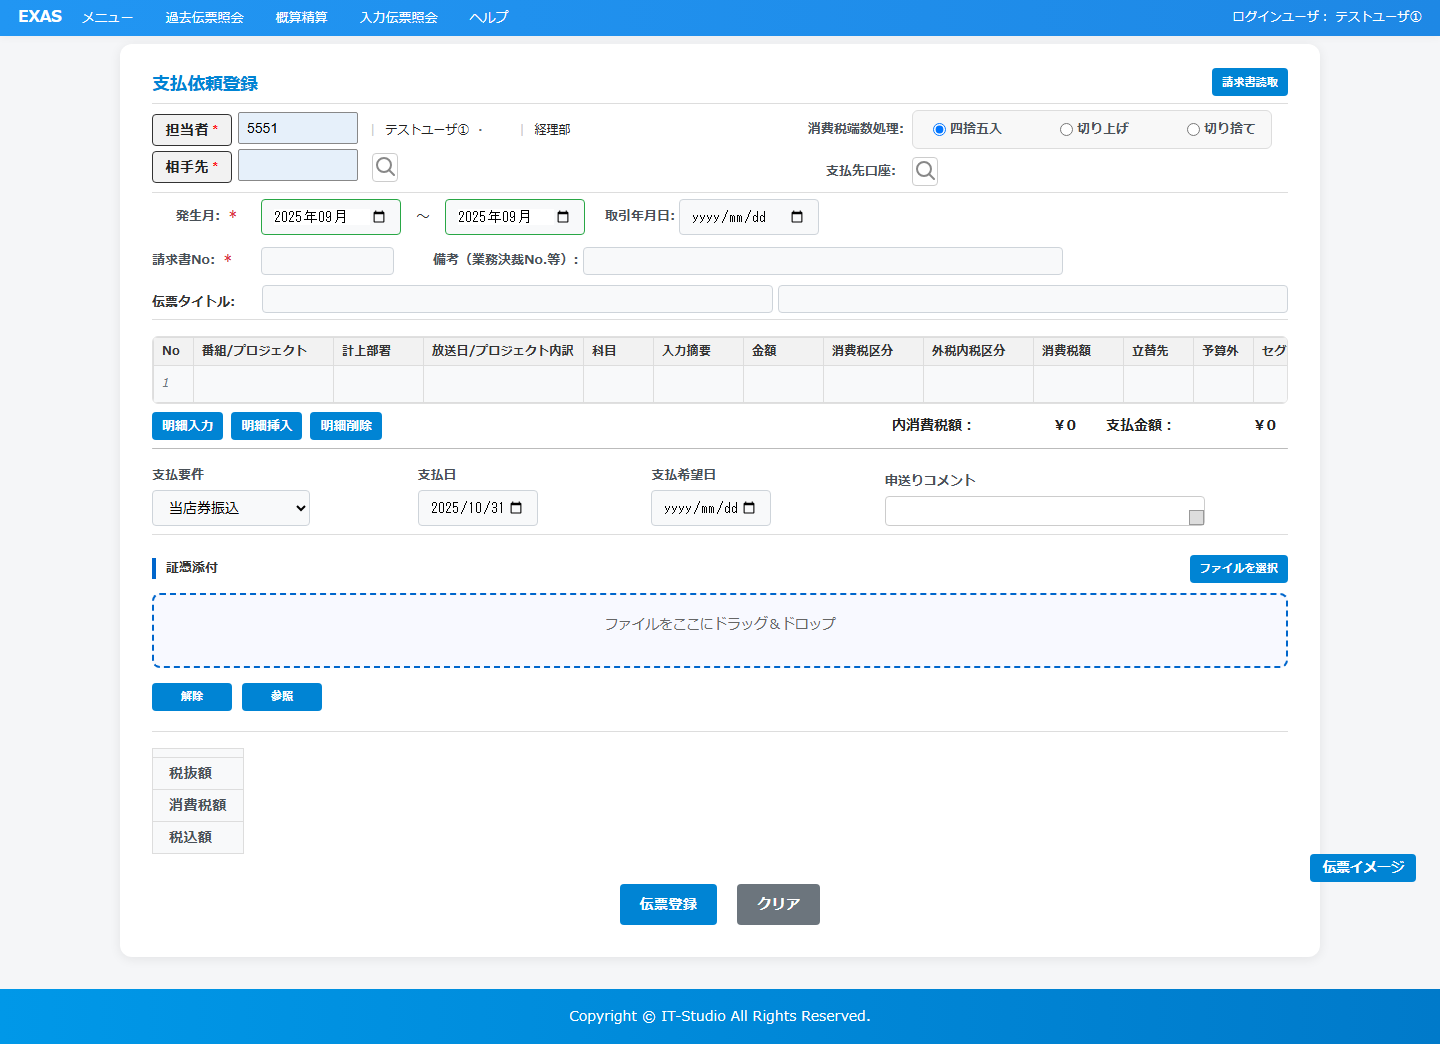 EXAS メニュー 過去伝票照会 概算精算 入力伝票照会 ヘルプ ログインユーザ： テストユーザ①
支払依頼登録 請求書読取
担当者 * 5551 | テストユーザ① ・ | 経理部 消費税端数処理: 四捨五入 切り上げ 切り捨て
相手先 * 支払先口座:
発生月: * 2025年09月 ～ 2025年09月 取引年月日: yyyy/mm/dd
請求書No: * 備考（業務決裁No.等）:
伝票タイトル:
No 番組/プロジェクト 計上部署 放送日/プロジェクト内訳 科目 入力摘要 金額 消費税区分 外税内税区分 消費税額 立替先 予算外 セグ
1
明細入力 明細挿入 明細削除 内消費税額： ¥0 支払金額： ¥0
支払要件 支払日 支払希望日 申送りコメント
当店券振込 2025/10/31 yyyy/mm/dd
証憑添付 ファイルを選択
ファイルをここにドラッグ＆ドロップ
解除 参照
税抜額
消費税額
税込額
伝票イメージ
伝票登録 クリア
Copyright © IT-Studio All Rights Reserved.